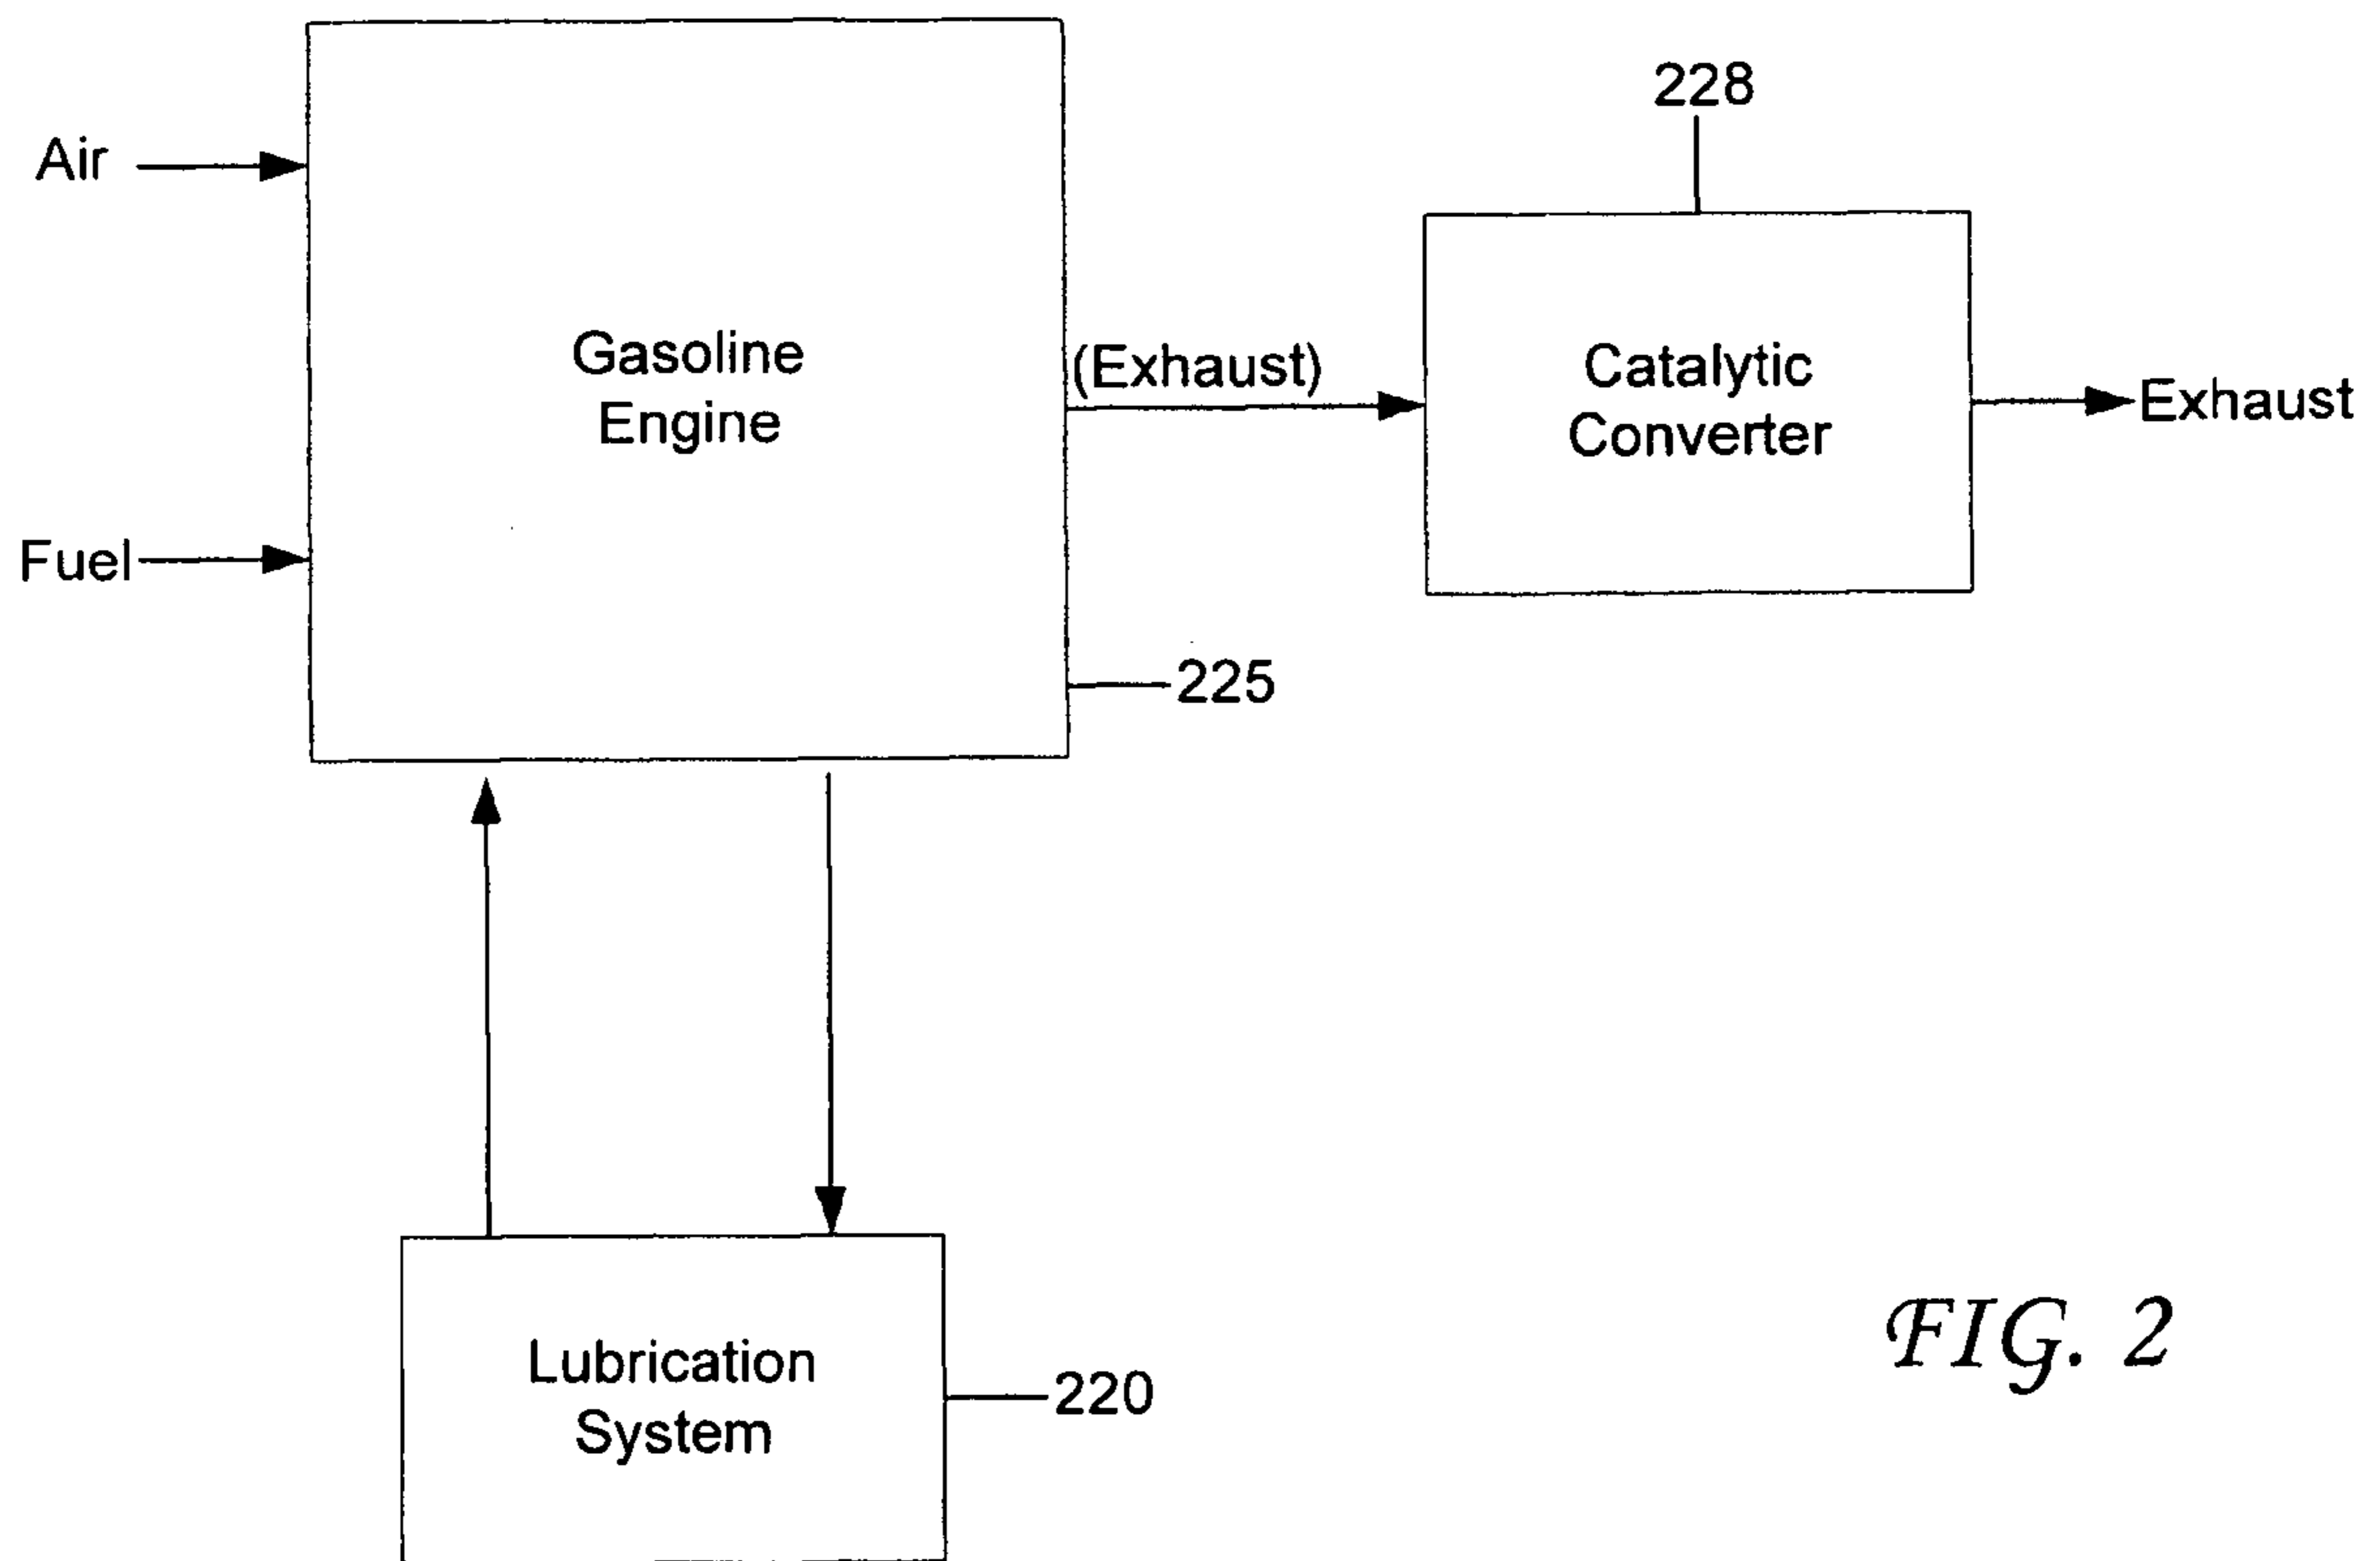 228
Air
Gasoline
Engine
(Exhaust)
Catalytic
Converter
Exhaust
Fuel
225
Lubrication
System
220
FIG. 2